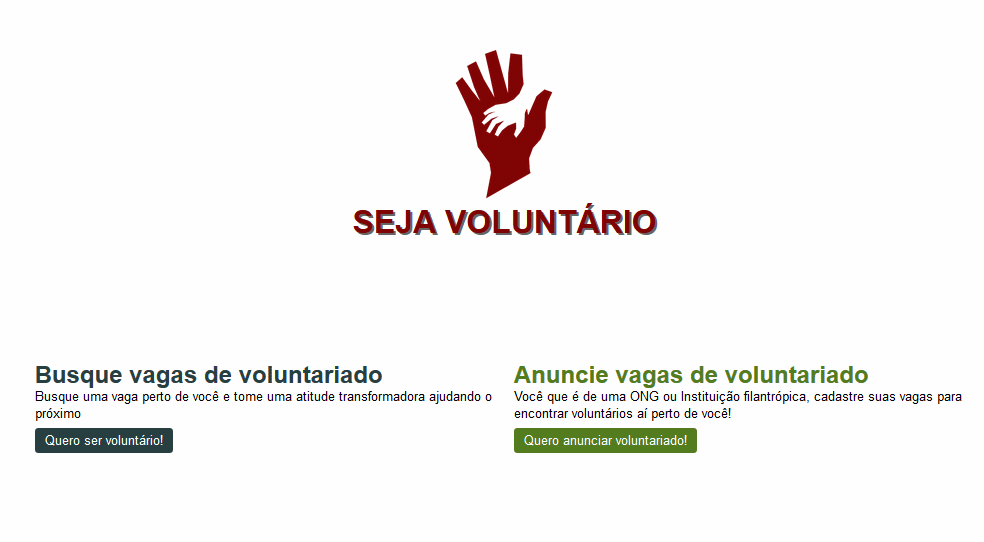 SEJA VOLUNTÁRIO
Busque vagas de voluntariado
Busque uma vaga perto de você e tome uma atitude transformadora ajudando o
próximo
Quero ser voluntário!
Anuncie vagas de voluntariado
Você que é de uma ONG ou Instituição filantrópica, cadastre suas vagas para
encontrar voluntários aí perto de você!
Quero anunciar voluntariado!